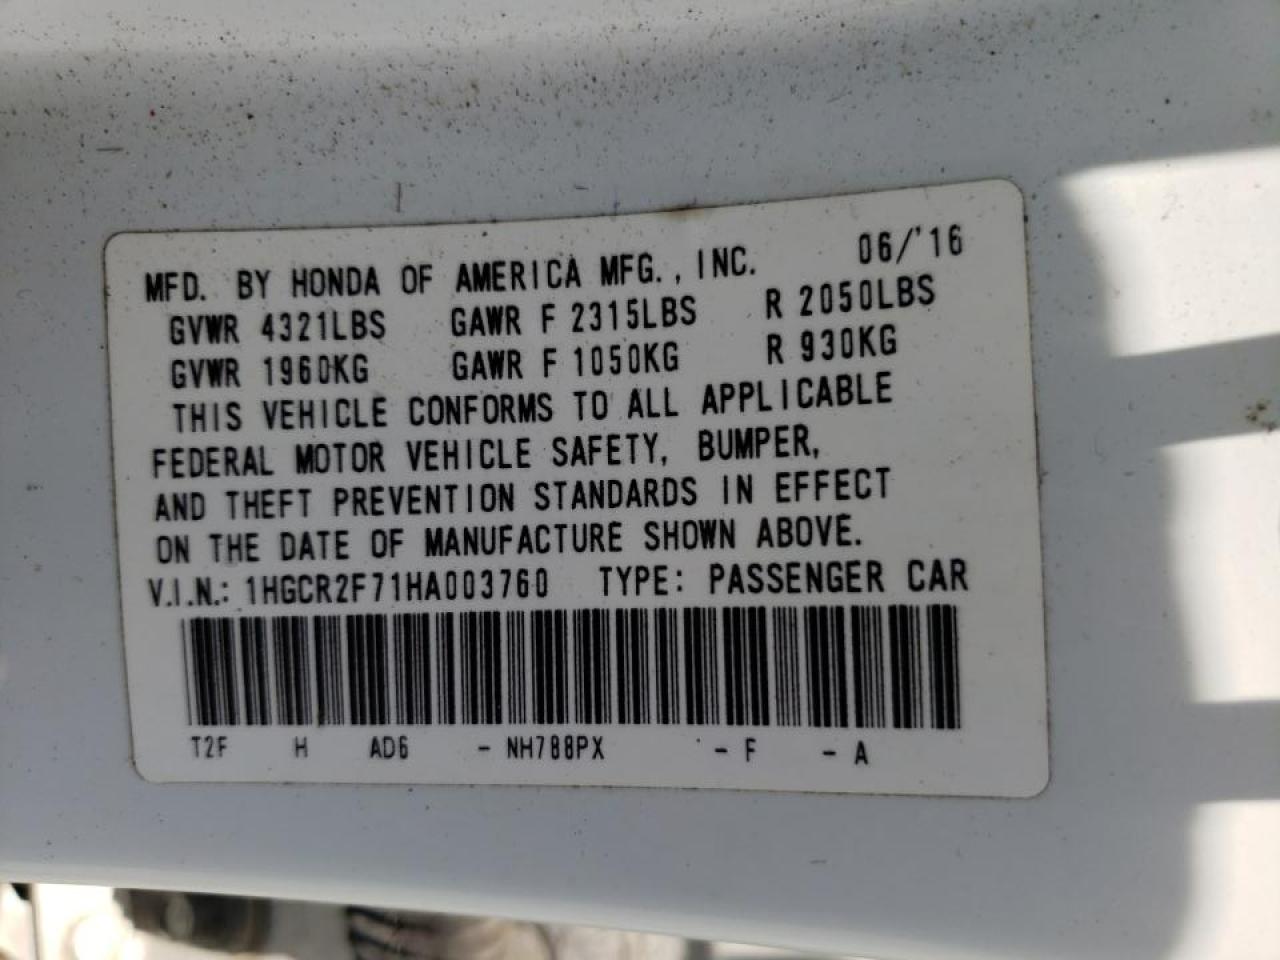 MFD. BY HONDA OF AMERICA MFG., INC. 06/'16
GVWR 4321LBS GAWR F 2315LBS R 2050LBS
GVWR 1960KG GAWR F 1050KG R 930KG
THIS VEHICLE CONFORMS TO ALL APPLICABLE
FEDERAL MOTOR VEHICLE SAFETY, BUMPER,
AND THEFT PREVENTION STANDARDS IN EFFECT
ON THE DATE OF MANUFACTURE SHOWN ABOVE.
V.I.N.: 1HGCR2F71HA003760 TYPE: PASSENGER CAR
T2F H AD6 - NH788PX - F - A